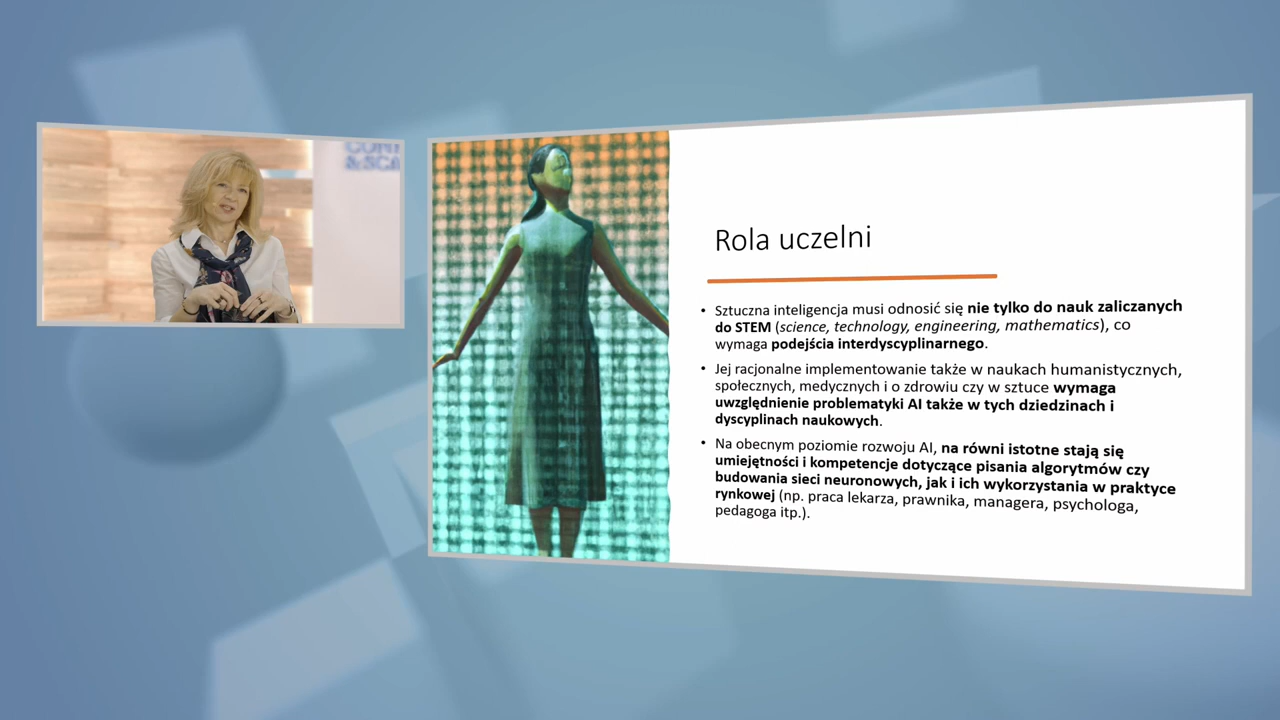 Rola uczelni
• Sztuczna inteligencja musi odnosić się nie tylko do nauk zaliczanych
do STEM (science, technology, engineering, mathematics), co
wymaga podejścia interdyscyplinarnego.
• Jej racjonalne implementowanie także w naukach humanistycznych,
społecznych, medycznych i o zdrowiu czy w sztuce wymaga
uwzględnienie problematyki AI także w tych dziedzinach i
dyscyplinach naukowych.
• Na obecnym poziomie rozwoju AI, na równi istotne stają się
umiejętności i kompetencje dotyczące pisania algorytmów czy
budowania sieci neuronowych, jak i ich wykorzystania w praktyce
rynkowej (np. praca lekarza, prawnika, managera, psychologa,
pedagoga itp.).